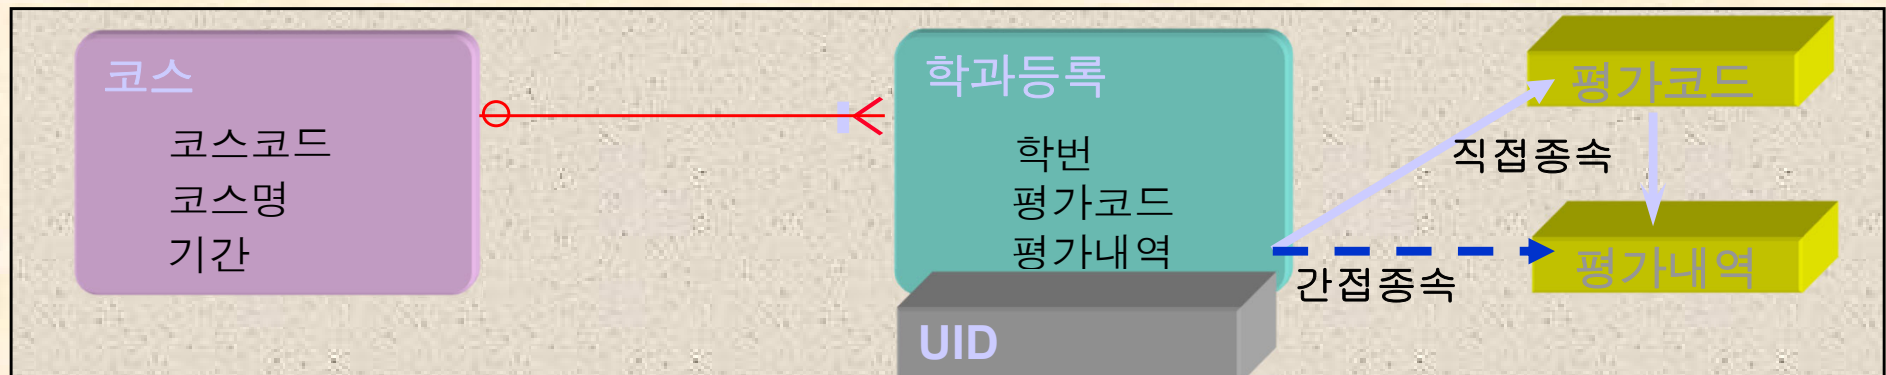 코스
코스코드
코스명
기간
학과등록
학번
평가코드
평가내역
UID
평가코드
직접종속
평가내역
간접종속